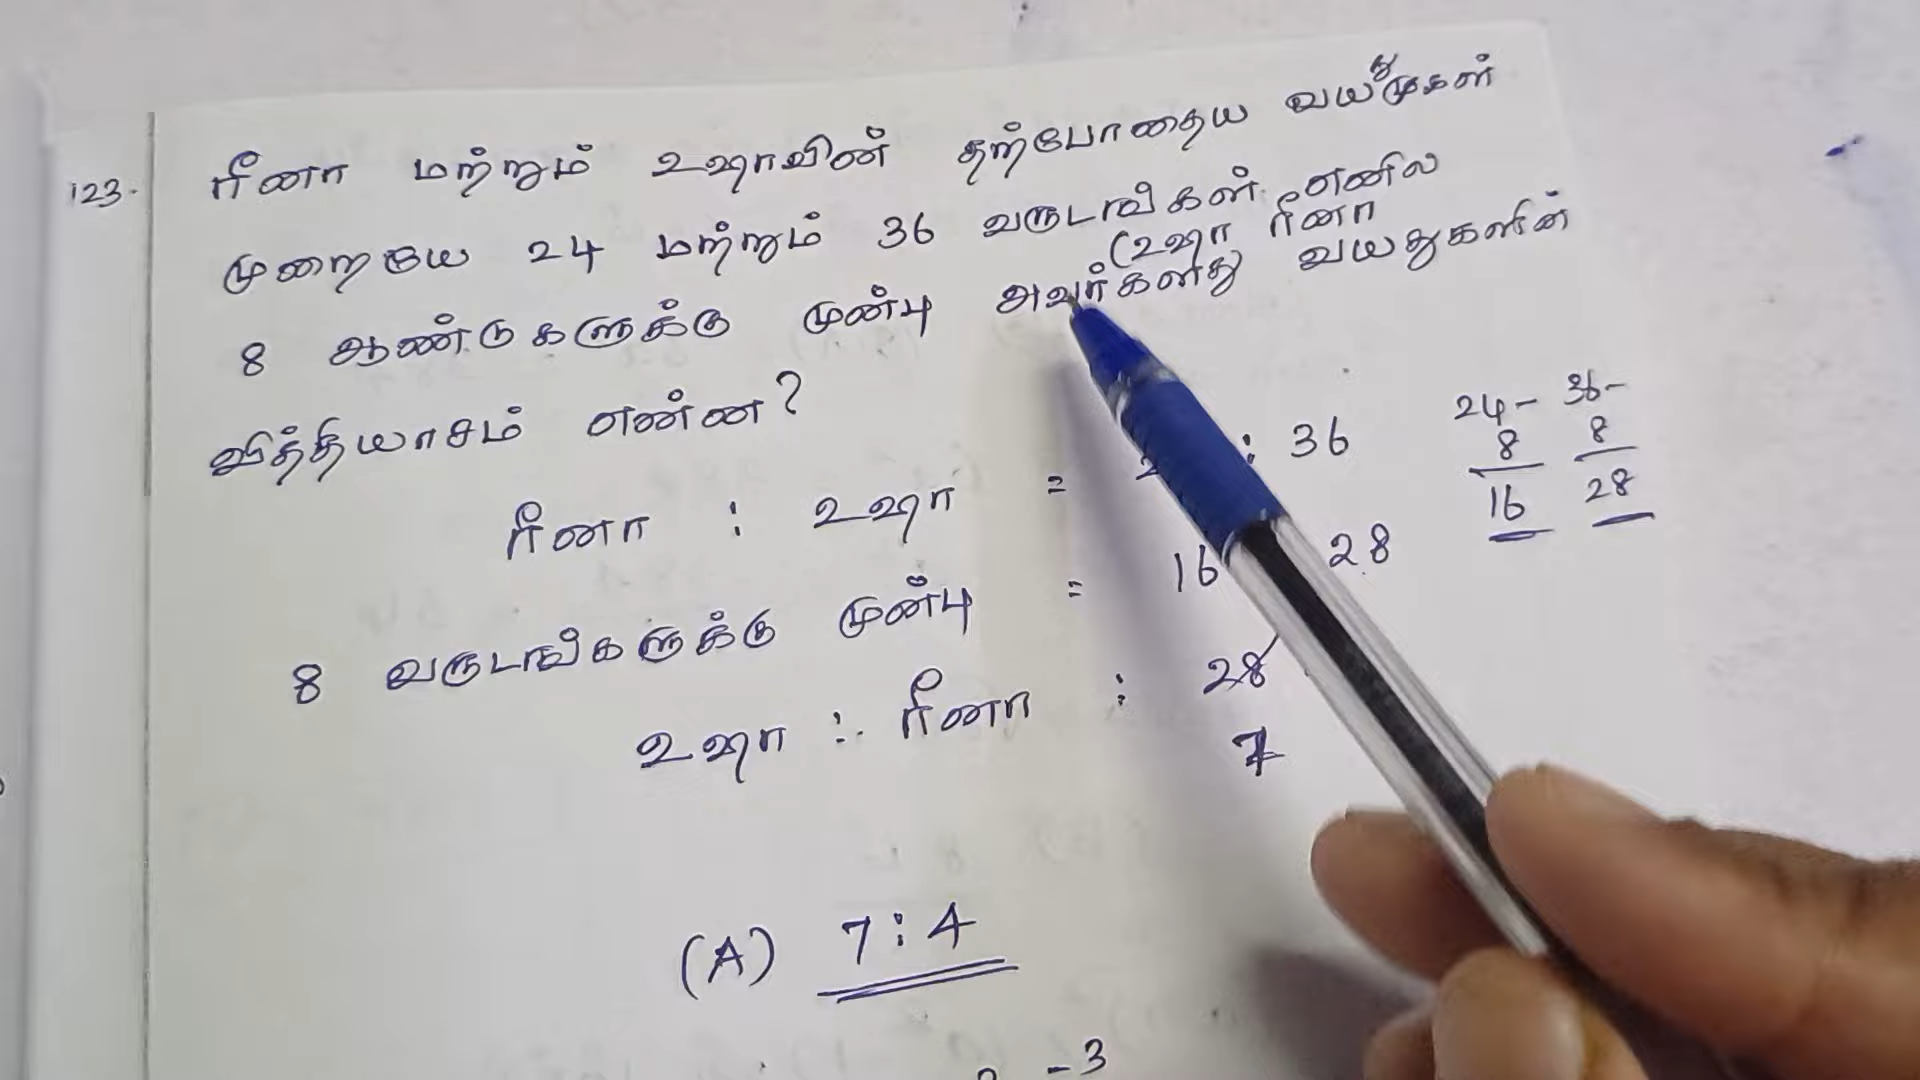 123. ரீனா மற்றும் உஷாவின் தற்போதைய வயதுகள்
முறையே 24 மற்றும் 36 வருடங்கள். எனில
(உஷா ரீனா
8 ஆண்டுகளுக்கு முன்பு அவர்களது) வயதுகளின்
வித்தியாசம் என்ன?
ரீனா : உஷா = : 36
24 - 36 -
8 8
16 28
8 வருடங்களுக்கு முன்பு = 16 28
உஷா : ரீனா : 28
7
(A) 7 : 4
- 3